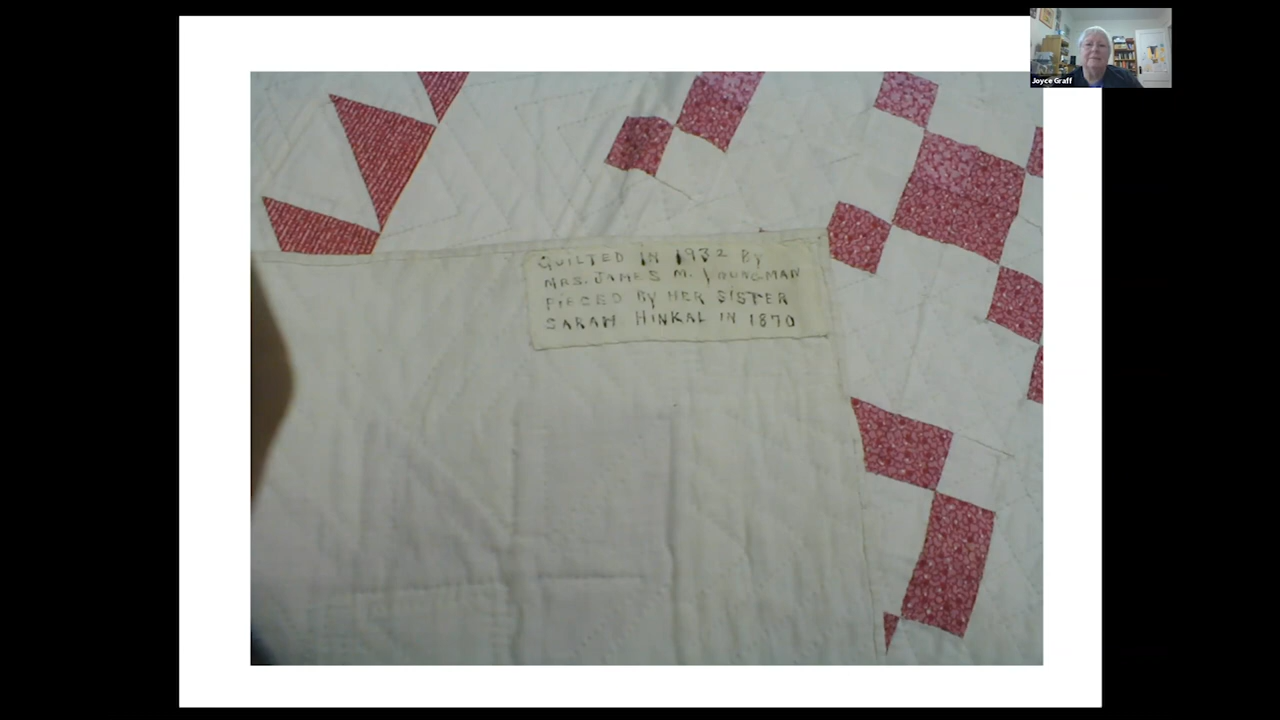 QUILTED IN 1932 By
MRS. JAMES M. YOUNGMAN
PIECED BY HER SISTER
SARAH HINKAL IN 1870
Joyce Graff